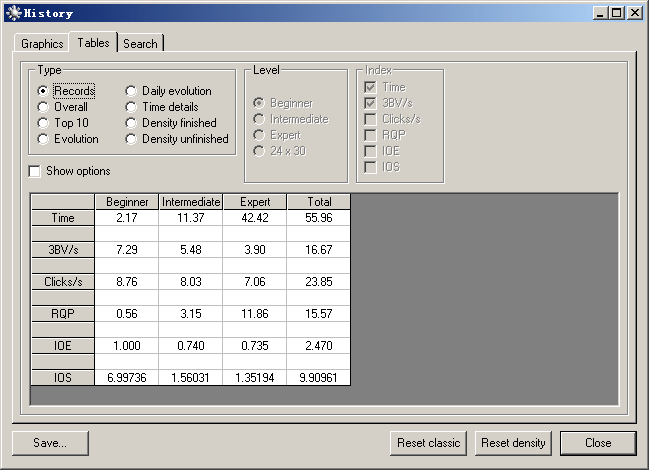 History
Graphics Tables Search
Type Level Index
Records Daily evolution Beginner Time
Overall Time details Intermediate 3BV/s
Top 10 Density finished Expert Clicks/s
Evolution Density unfinished 24 x 30 RQP
IOE
IOS
Show options
Beginner Intermediate Expert Total
Time 2.17 11.37 42.42 55.96
3BV/s 7.29 5.48 3.90 16.67
Clicks/s 8.76 8.03 7.06 23.85
RQP 0.56 3.15 11.86 15.57
IOE 1.000 0.740 0.735 2.470
IOS 6.99736 1.56031 1.35194 9.90961
Save... Reset classic Reset density Close